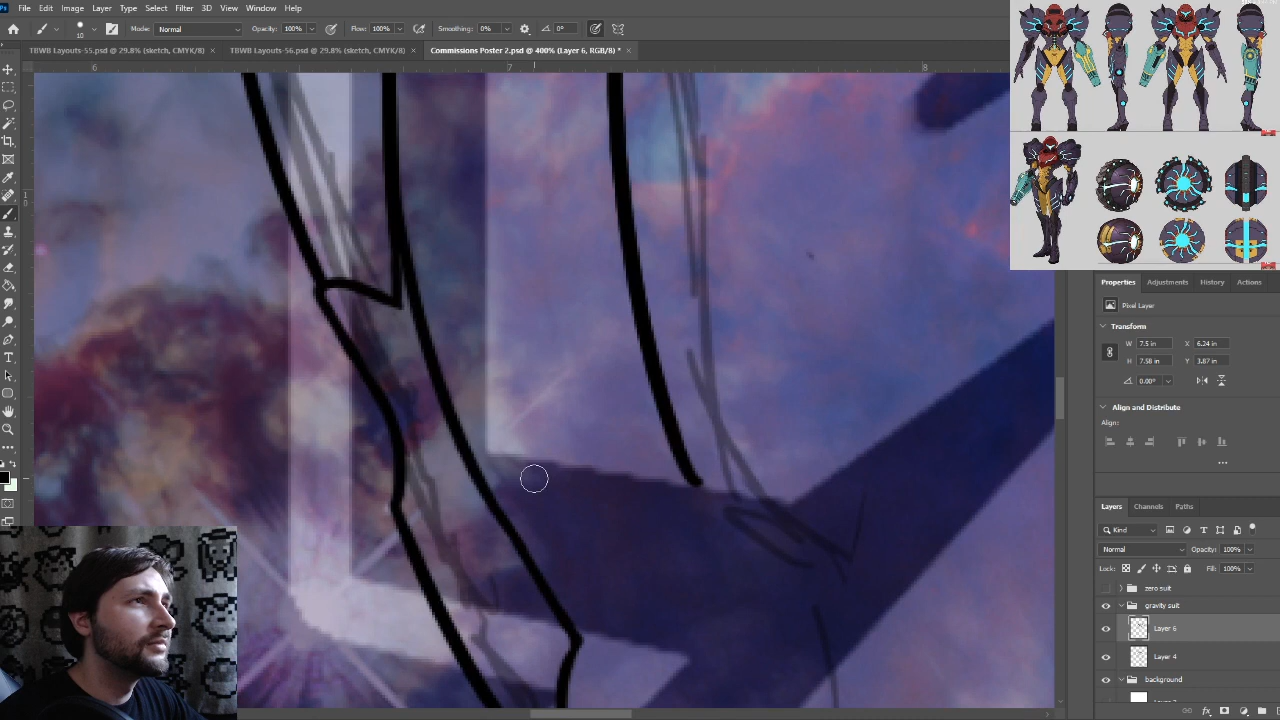 File Edit Image Layer Type Select Filter 3D View Window Help
Mode: Normal Opacity: 100% Flow: 100% Smoothing: 0% 0°
10
TBWB Layouts-55.psd @ 29.8% (sketch, CMYK/8) × TBWB Layouts-56.psd @ 29.8% (sketch, CMYK/8) × Commissions Poster 2.psd @ 400% (Layer 6, RGB/8) * ×
6 7 8
Properties Adjustments History Actions
Pixel Layer
Transform
W 7.5 in X 6.24 in
H 7.58 in Y 3.87 in
0.00°
Align and Distribute
Align:
...
Layers Channels Paths
Kind
Normal Opacity: 100%
Lock: Fill: 100%
zero suit
gravity suit
Layer 6
Layer 4
background